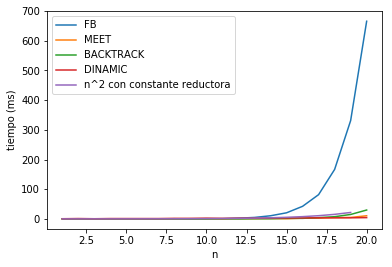 700
600
500
400
300
200
100
0
tiempo (ms)
FB
MEET
BACKTRACK
DINAMIC
n^2 con constante reductora
2.5 5.0 7.5 10.0 12.5 15.0 17.5 20.0
n